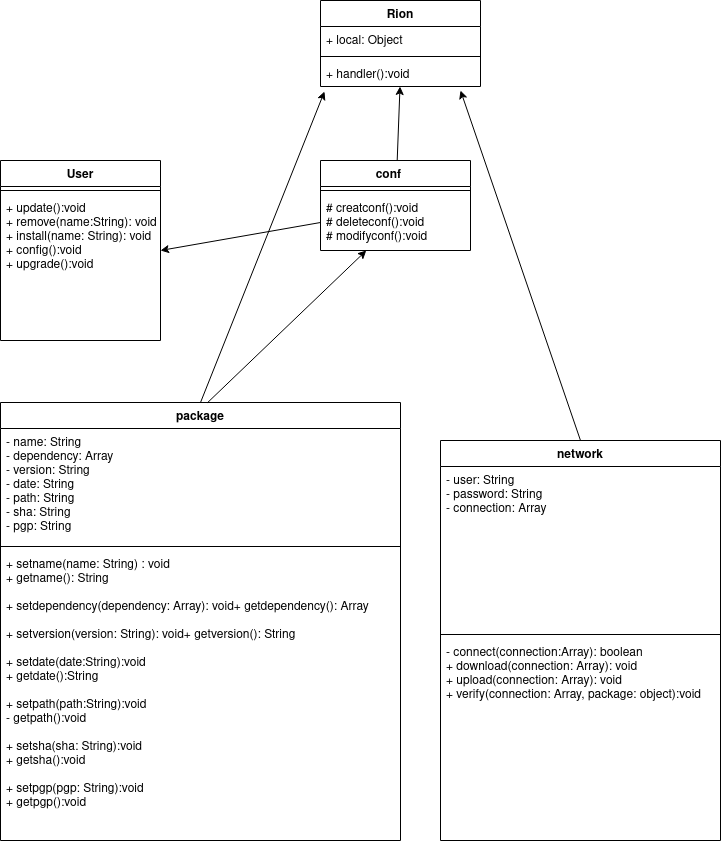 Rion
+ local: Object
+ handler():void
User
+ update():void
+ remove(name:String): void
+ install(name: String): void
+ config():void
+ upgrade():void
conf
# creatconf():void
# deleteconf():void
# modifyconf():void
package
- name: String
- dependency: Array
- version: String
- date: String
- path: String
- sha: String
- pgp: String
+ setname(name: String) : void
+ getname(): String
+ setdependency(dependency: Array): void+ getdependency(): Array
+ setversion(version: String): void+ getversion(): String
+ setdate(date:String):void
+ getdate():String
+ setpath(path:String):void
- getpath():void
+ setsha(sha: String):void
+ getsha():void
+ setpgp(pgp: String):void
+ getpgp():void
network
- user: String
- password: String
- connection: Array
- connect(connection:Array): boolean
+ download(connection: Array): void
+ upload(connection: Array): void
+ verify(connection: Array, package: object):void